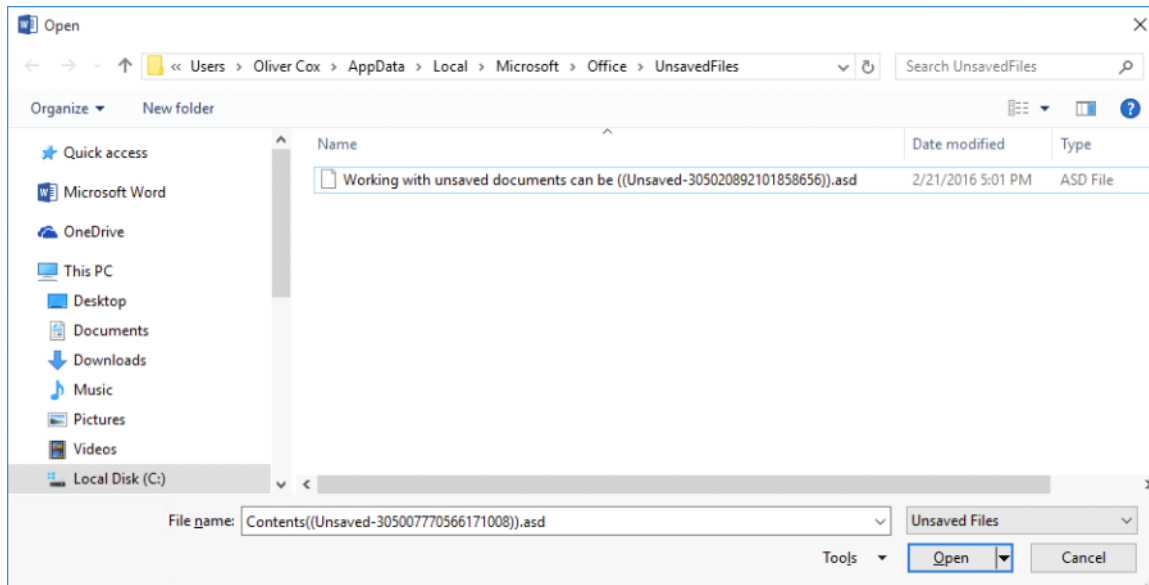 Open
« Users > Oliver Cox > AppData > Local > Microsoft > Office > UnsavedFiles
Search UnsavedFiles
Organize
New folder
Name
Date modified
Type
Quick access
Working with unsaved documents can be ((Unsaved-305020892101858656)).asd
2/21/2016 5:01 PM
ASD File
Microsoft Word
OneDrive
This PC
Desktop
Documents
Downloads
Music
Pictures
Videos
Local Disk (C:)
File name:
Contents((Unsaved-305007770566171008)).asd
Unsaved Files
Tools
Open
Cancel